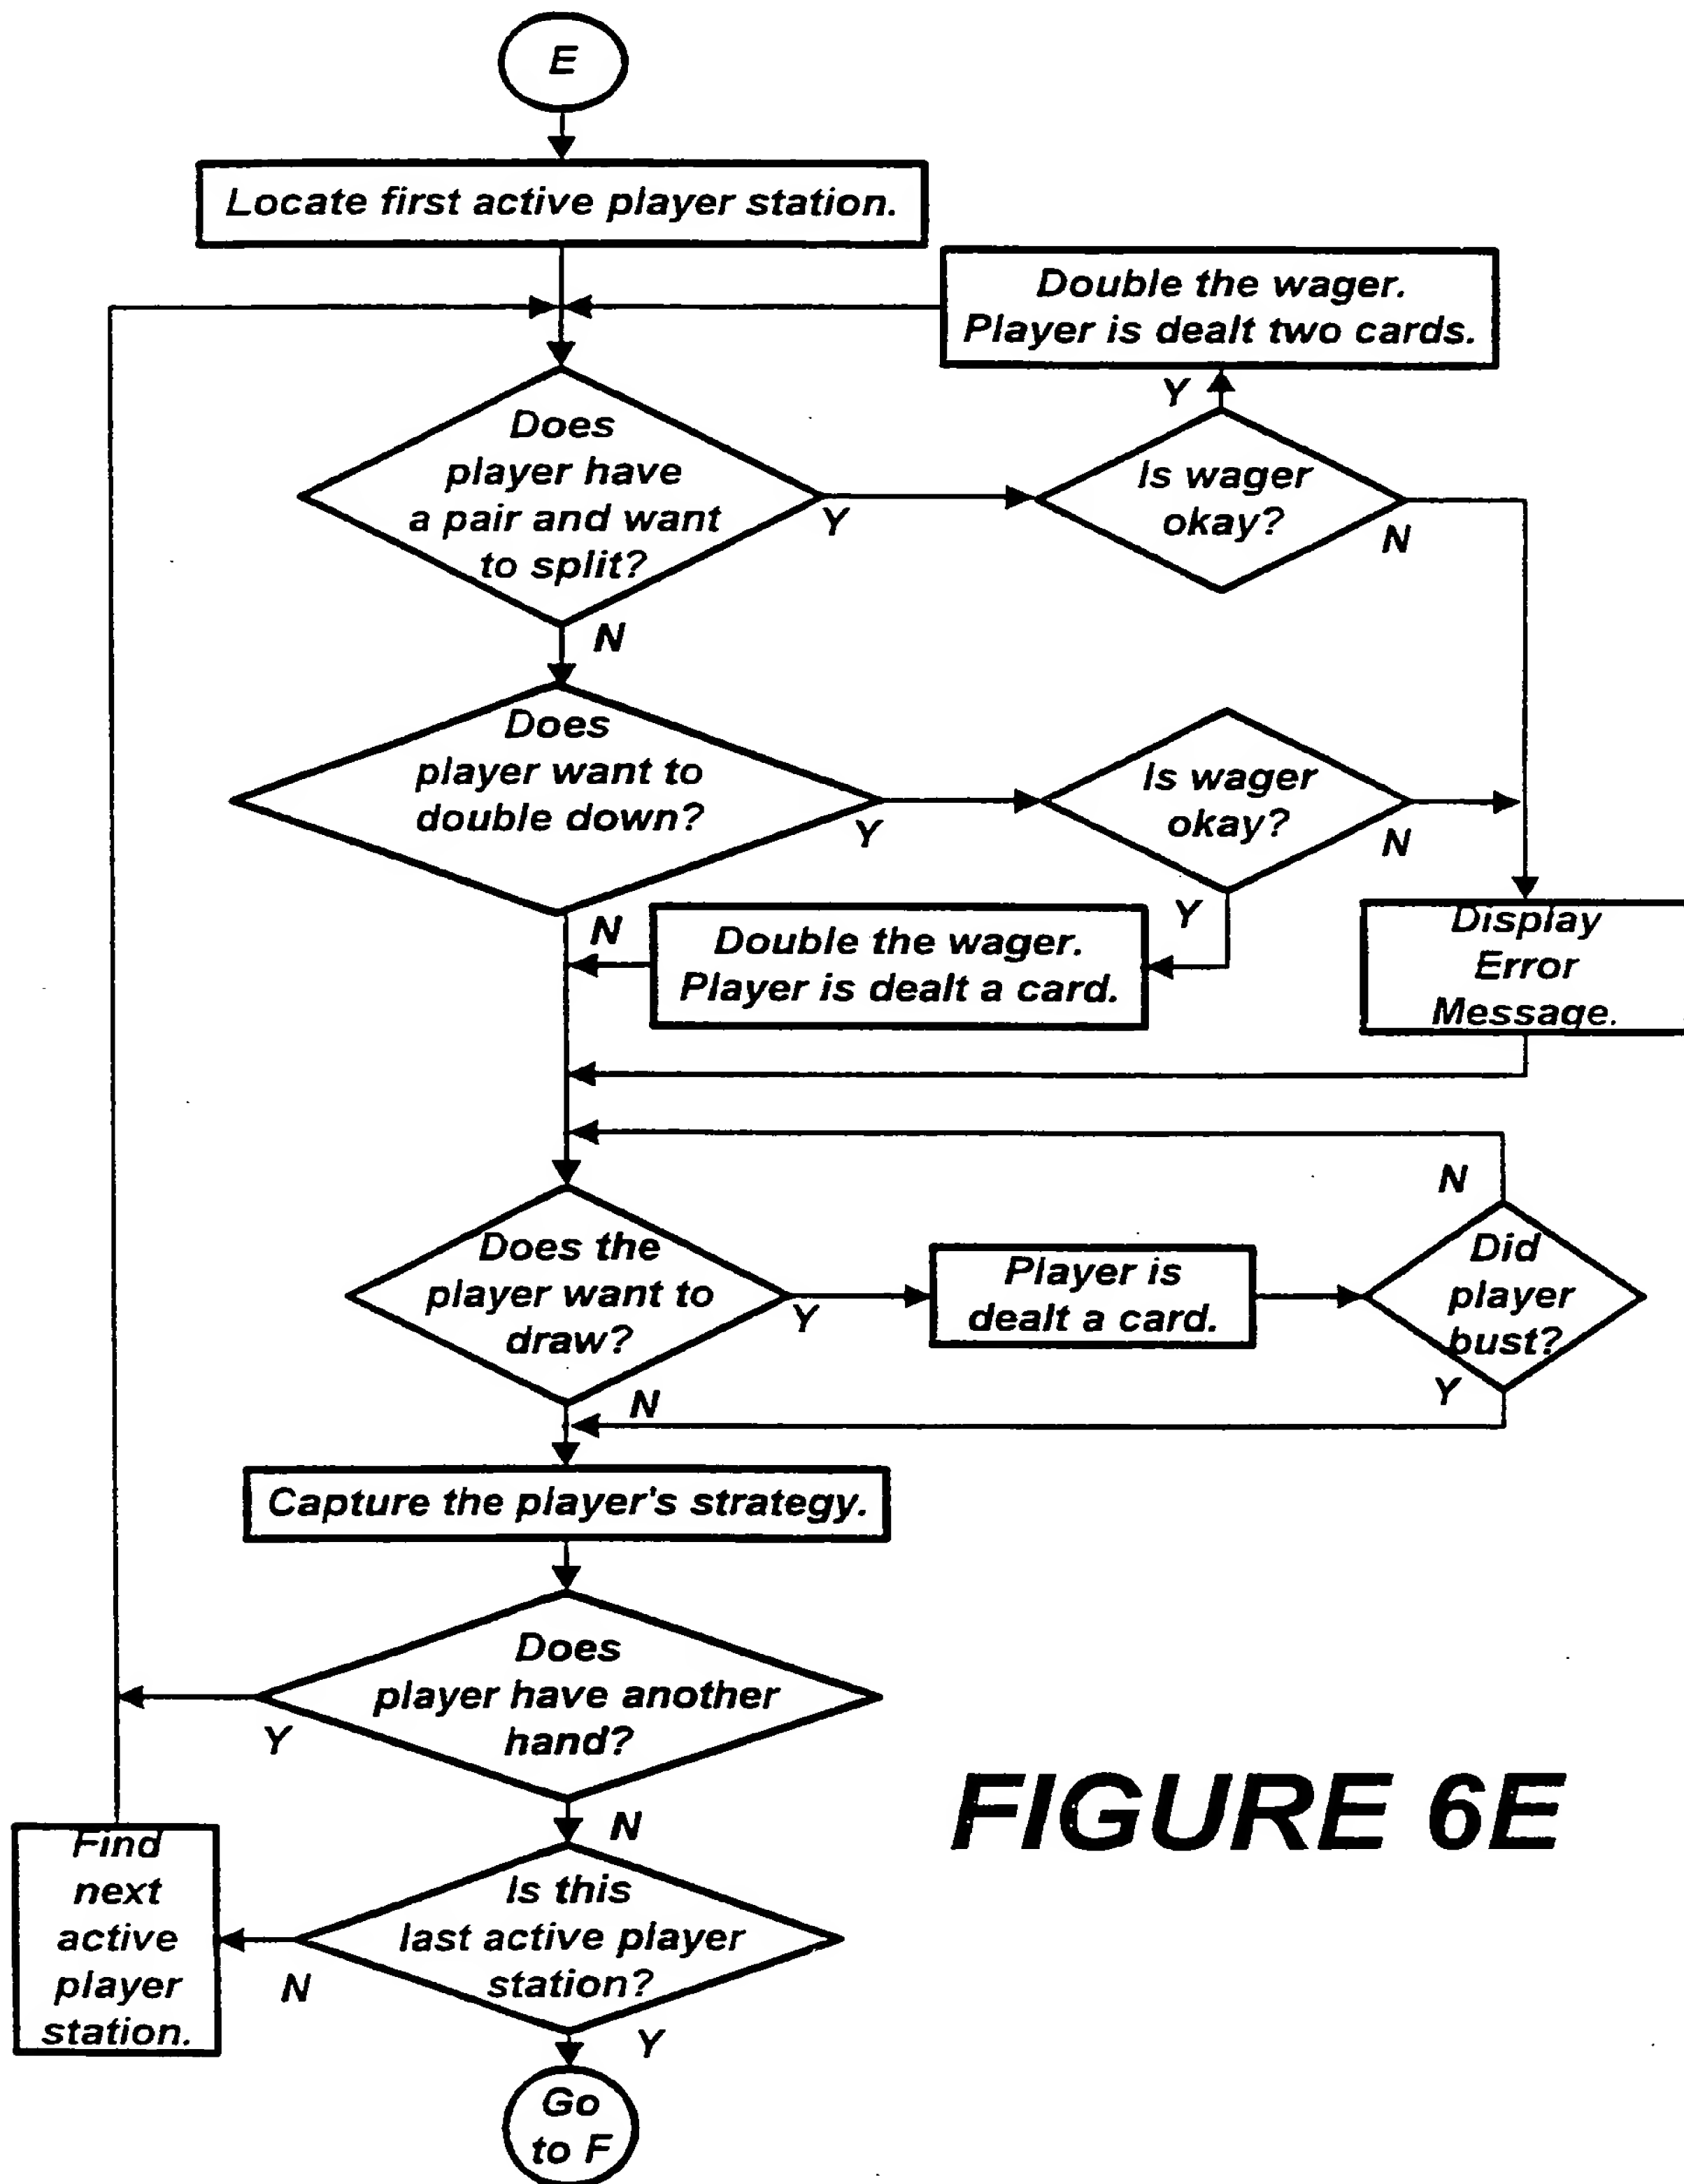 E
Locate first active player station.
Double the wager.
Player is dealt two cards.
Does
player have
a pair and want
to split?
Y
Is wager
okay?
Y
N
N
Does
player want to
double down?
Y
Is wager
okay?
N
Y
N
Double the wager.
Player is dealt a card.
Display
Error
Message.
Does the
player want to
draw?
Y
Player is
dealt a card.
Did
player
bust?
N
Y
N
Capture the player's strategy.
Does
player have another
hand?
Y
N
FIGURE 6E
Find
next
active
player
station.
Is this
last active player
station?
N
Y
Go
to F